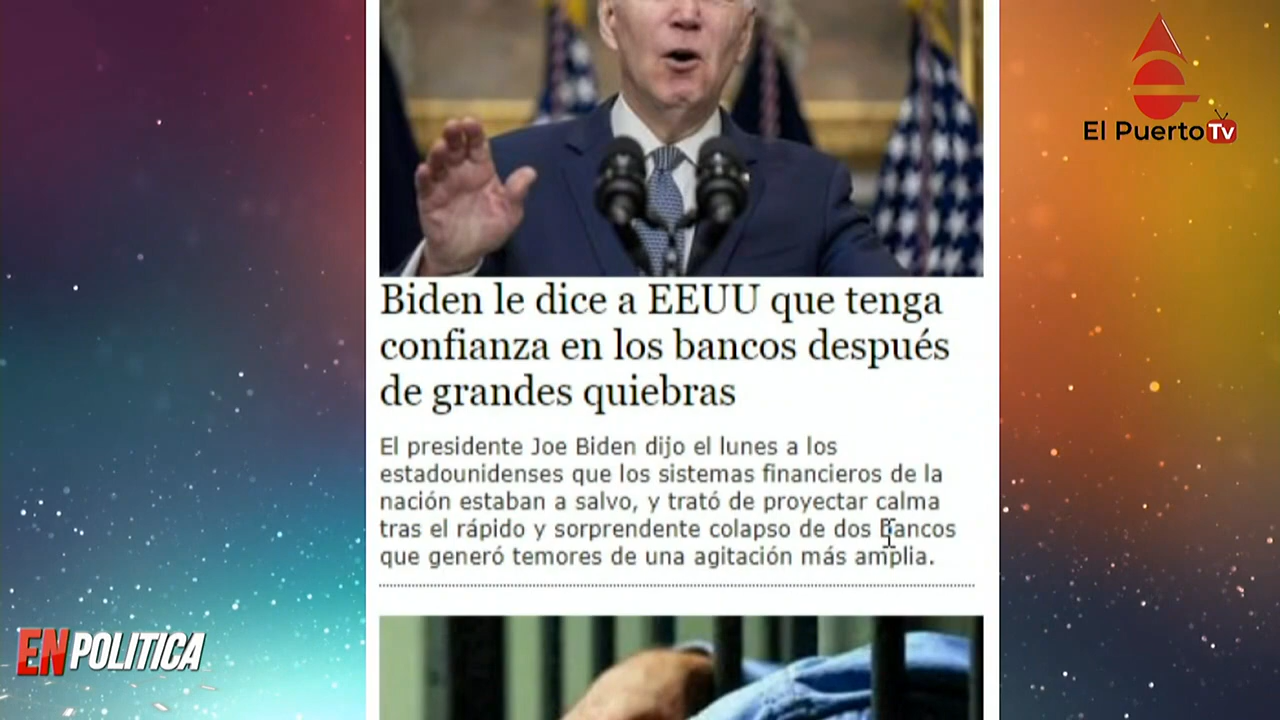 El Puerto Tv
Biden le dice a EEUU que tenga
confianza en los bancos después
de grandes quiebras
El presidente Joe Biden dijo el lunes a los
estadounidenses que los sistemas financieros de la
nación estaban a salvo, y trató de proyectar calma
tras el rápido y sorprendente colapso de dos bancos
que generó temores de una agitación más amplia.
EN POLITICA